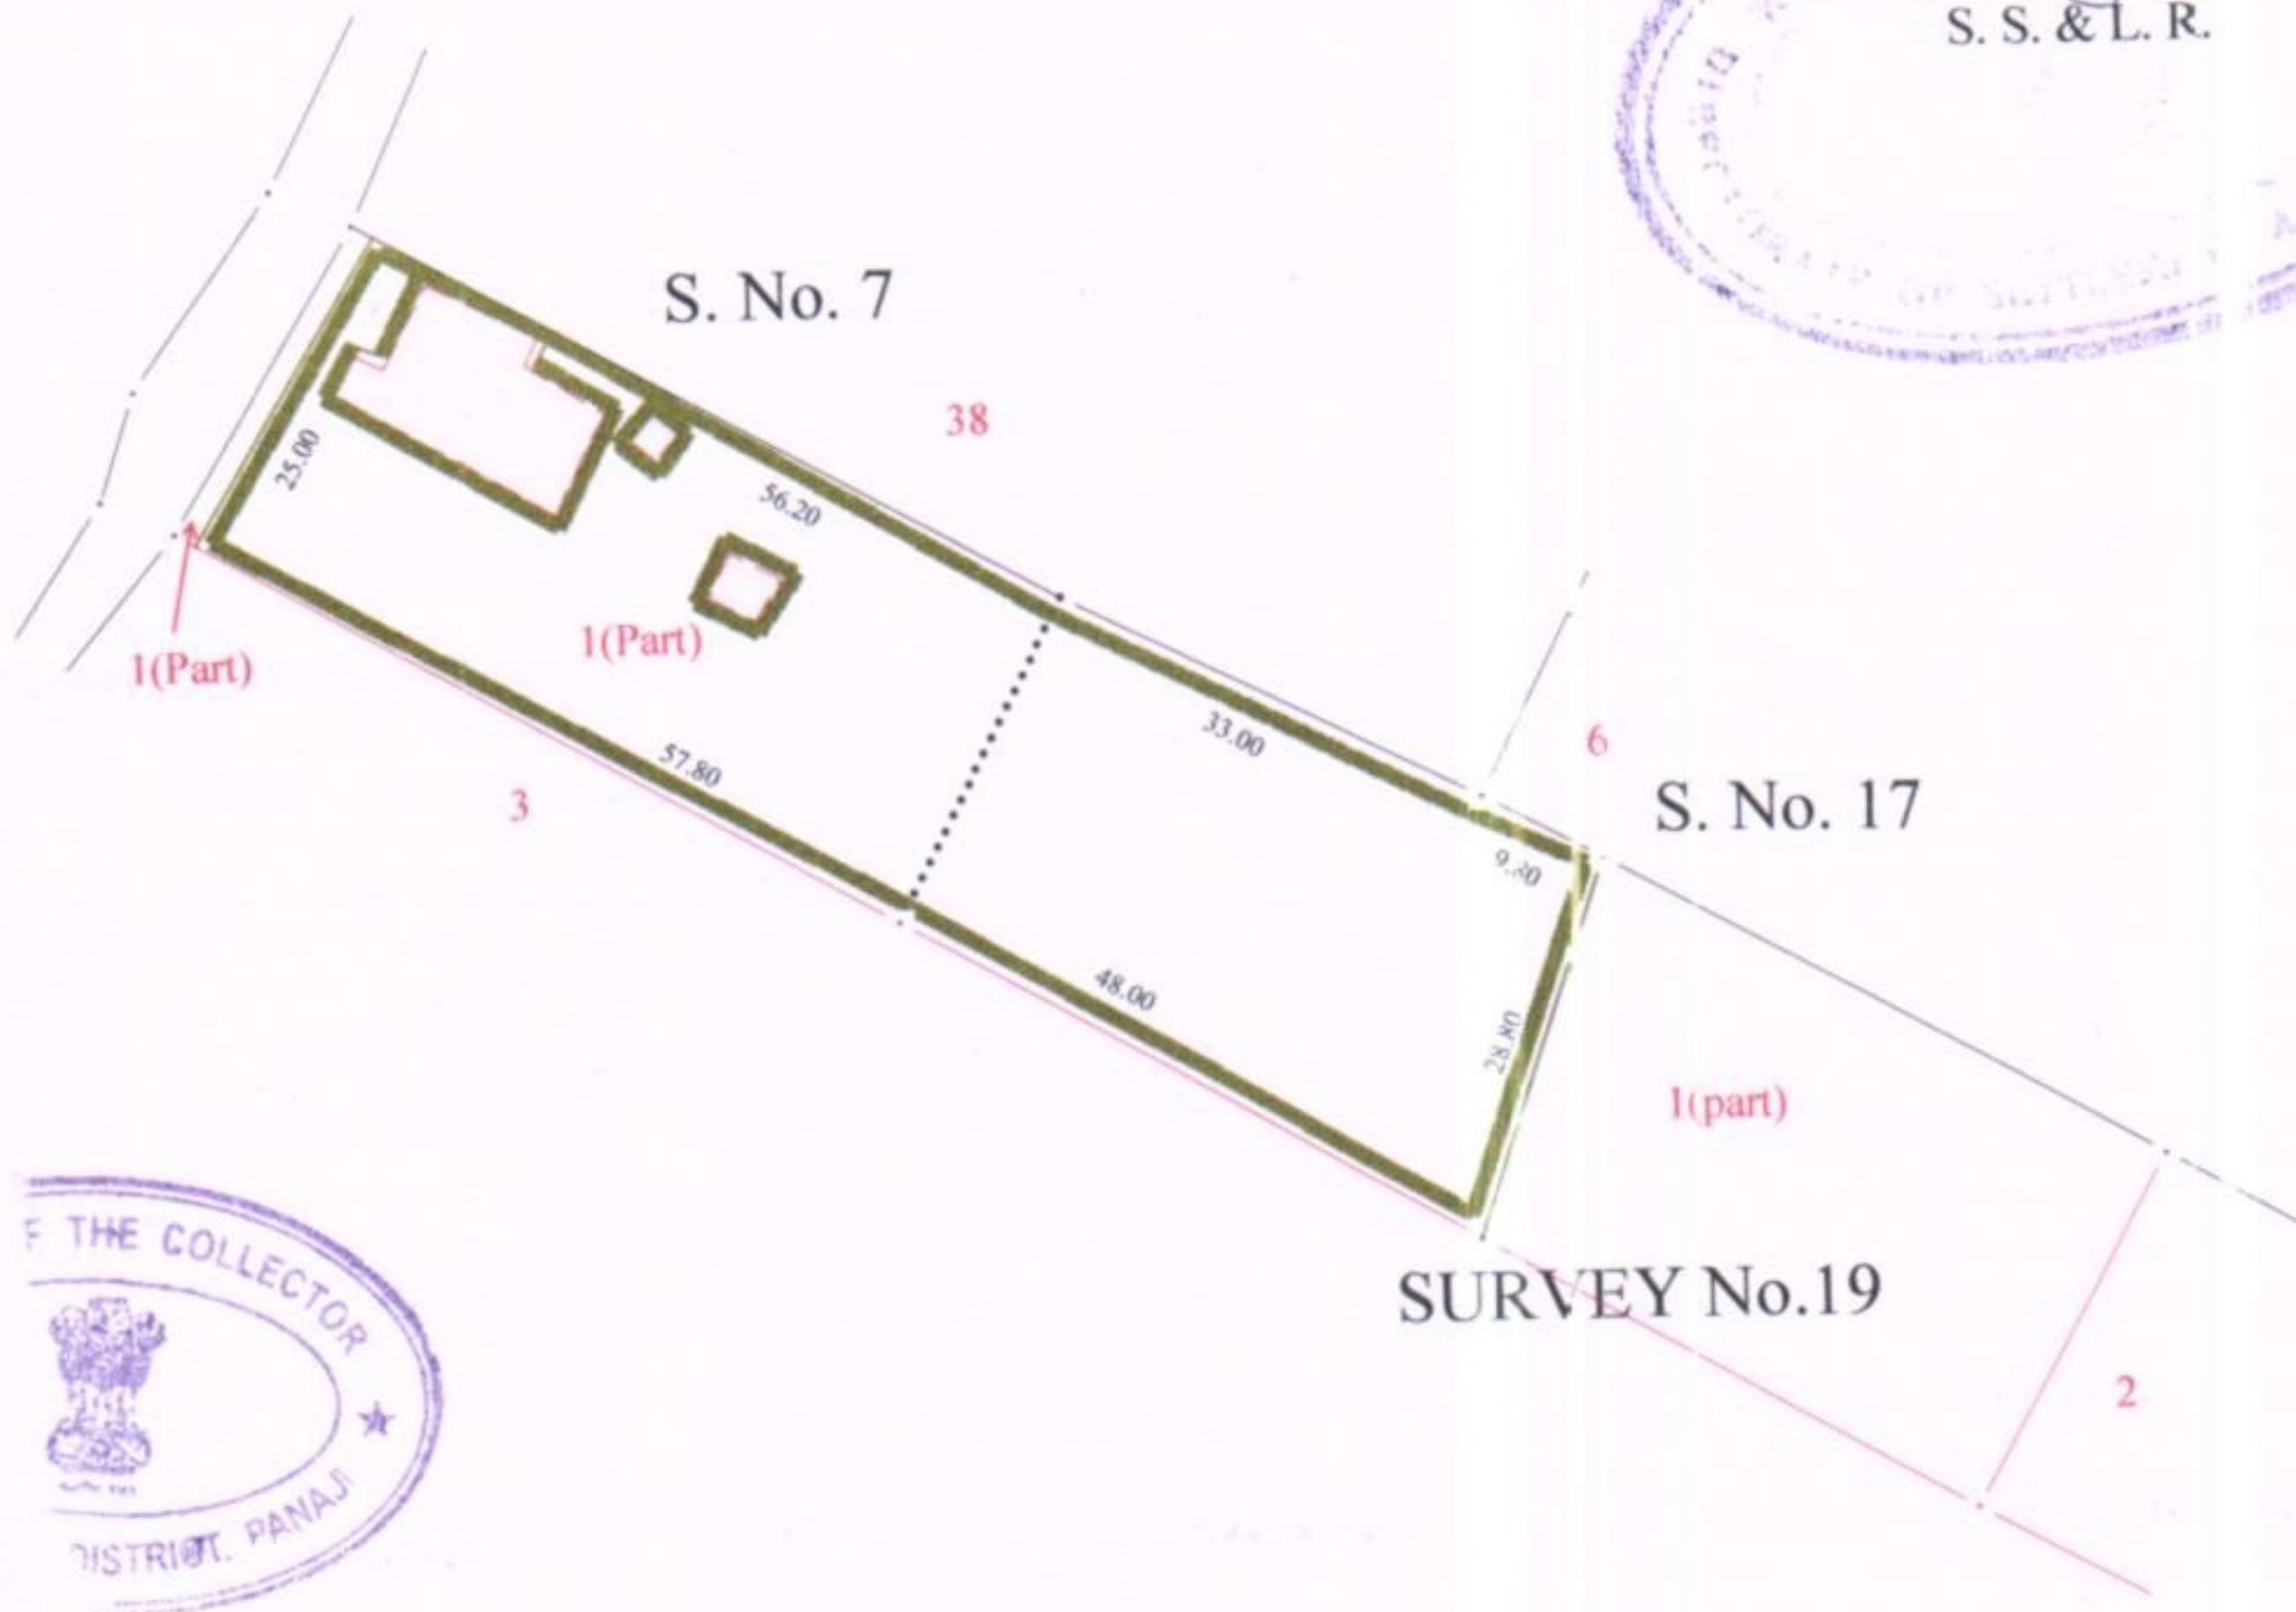 S. S. & L. R.
S. No. 7
38
25.00
56.20
1(Part)
1(Part)
33.00
6
57.80
S. No. 17
3
48.00
28.80
1(part)
THE COLLECTOR
SURVEY No.19
2
PANAJI